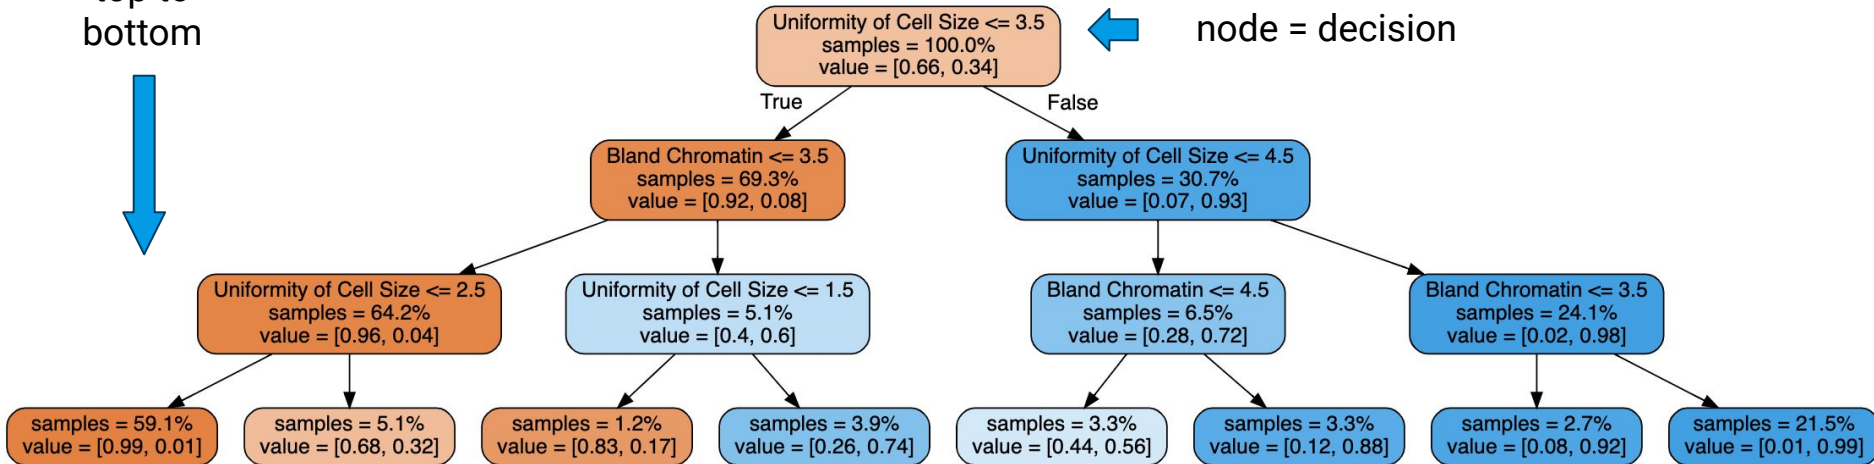 top to
bottom
node = decision
Uniformity of Cell Size <= 3.5
samples = 100.0%
value = [0.66, 0.34]
True
False
Bland Chromatin <= 3.5
samples = 69.3%
value = [0.92, 0.08]
Uniformity of Cell Size <= 4.5
samples = 30.7%
value = [0.07, 0.93]
Uniformity of Cell Size <= 2.5
samples = 64.2%
value = [0.96, 0.04]
Uniformity of Cell Size <= 1.5
samples = 5.1%
value = [0.4, 0.6]
Bland Chromatin <= 4.5
samples = 6.5%
value = [0.28, 0.72]
Bland Chromatin <= 3.5
samples = 24.1%
value = [0.02, 0.98]
samples = 59.1%
value = [0.99, 0.01]
samples = 5.1%
value = [0.68, 0.32]
samples = 1.2%
value = [0.83, 0.17]
samples = 3.9%
value = [0.26, 0.74]
samples = 3.3%
value = [0.44, 0.56]
samples = 3.3%
value = [0.12, 0.88]
samples = 2.7%
value = [0.08, 0.92]
samples = 21.5%
value = [0.01, 0.99]